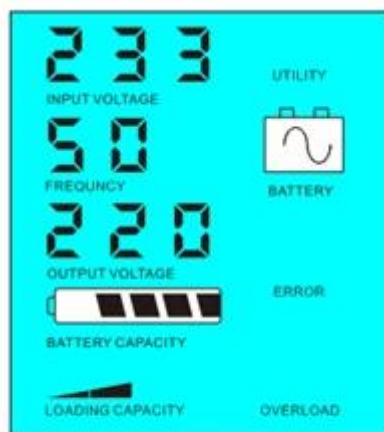 233
UTILITY
INPUT VOLTAGE
50
FREQUNCY
BATTERY
220
OUTPUT VOLTAGE
ERROR
BATTERY CAPACITY
LOADING CAPACITY
OVERLOAD